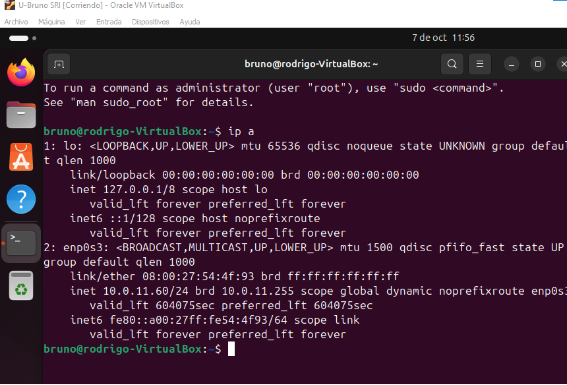 U-Bruno SRI [Corriendo] - Oracle VM VirtualBox
Archivo Máquina Ver Entrada Dispositivos Ayuda
7 de oct 11:56
bruno@rodrigo-VirtualBox: ~
To run a command as administrator (user "root"), use "sudo <command>".
See "man sudo_root" for details.
bruno@rodrigo-VirtualBox:~$ ip a
1: lo: <LOOPBACK,UP,LOWER_UP> mtu 65536 qdisc noqueue state UNKNOWN group defaul
t qlen 1000
link/loopback 00:00:00:00:00:00 brd 00:00:00:00:00:00
inet 127.0.0.1/8 scope host lo
valid_lft forever preferred_lft forever
inet6 ::1/128 scope host noprefixroute
valid_lft forever preferred_lft forever
2: enp0s3: <BROADCAST,MULTICAST,UP,LOWER_UP> mtu 1500 qdisc pfifo_fast state UP
group default qlen 1000
link/ether 08:00:27:54:4f:93 brd ff:ff:ff:ff:ff:ff
inet 10.0.11.60/24 brd 10.0.11.255 scope global dynamic noprefixroute enp0s3
valid_lft 604075sec preferred_lft 604075sec
inet6 fe80::a00:27ff:fe54:4f93/64 scope link
valid_lft forever preferred_lft forever
bruno@rodrigo-VirtualBox:~$